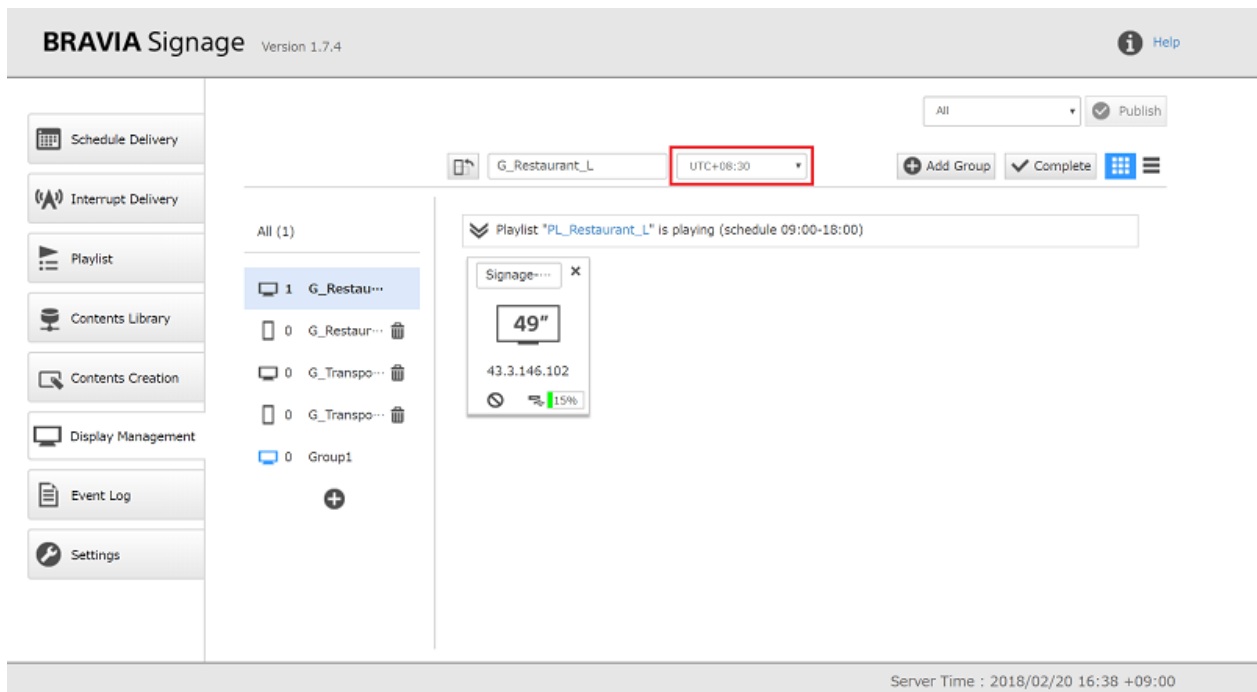 BRAVIA Signage Version 1.7.4
Help
All
Publish
Schedule Delivery
G_Restaurant_L
UTC+08:30
Add Group
Complete
Interrupt Delivery
All (1)
Playlist "PL_Restaurant_L" is playing (schedule 09:00-18:00)
Playlist
Signage-···
1 G_Restau···
49"
Contents Library
0 G_Restaur···
43.3.146.102
Contents Creation
0 G_Transpo···
15%
0 G_Transpo···
Display Management
0 Group1
Event Log
Settings
Server Time : 2018/02/20 16:38 +09:00